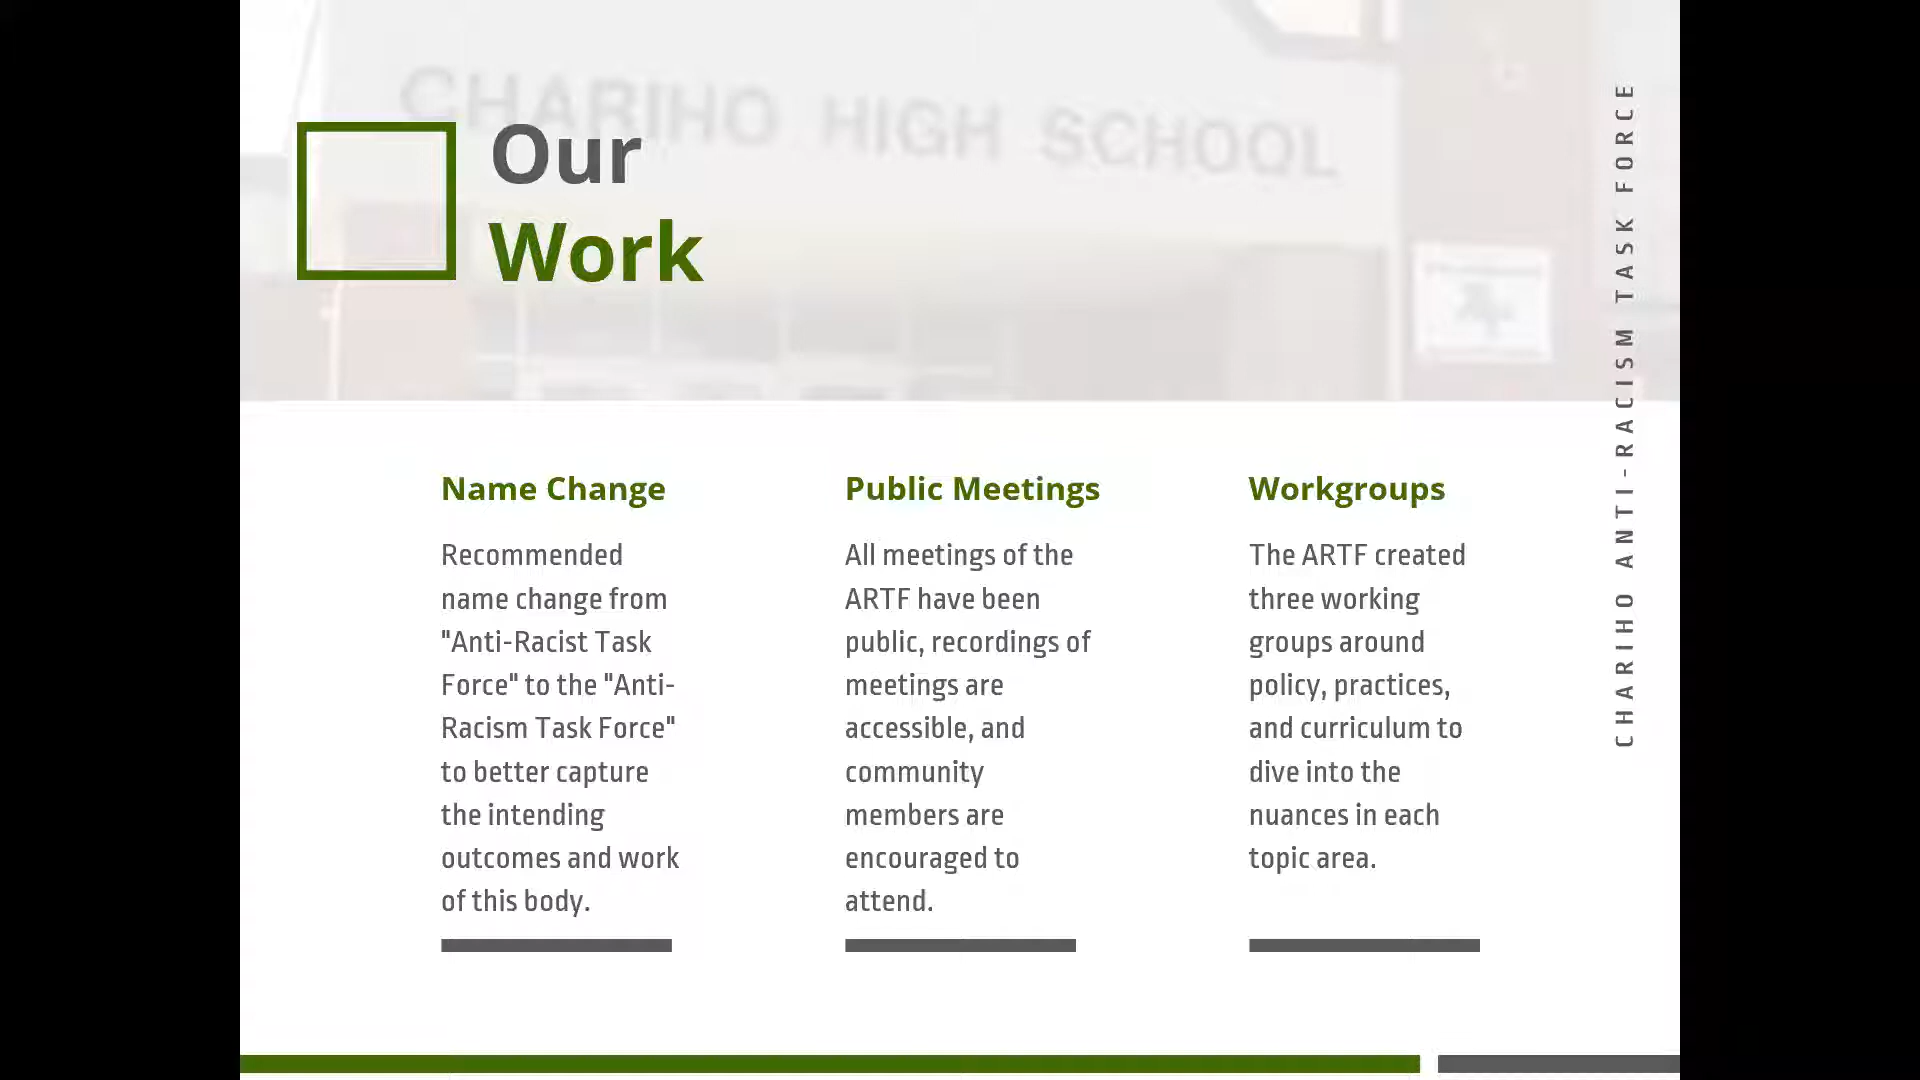 CHARIHO HIGH SCHOOL
Our
Work
Name Change
Recommended
name change from
"Anti-Racist Task
Force" to the "Anti-
Racism Task Force"
to better capture
the intending
outcomes and work
of this body.
Public Meetings
All meetings of the
ARTF have been
public, recordings of
meetings are
accessible, and
community
members are
encouraged to
attend.
Workgroups
The ARTF created
three working
groups around
policy, practices,
and curriculum to
dive into the
nuances in each
topic area.
CHARIHO ANTI-RACISM TASK FORCE